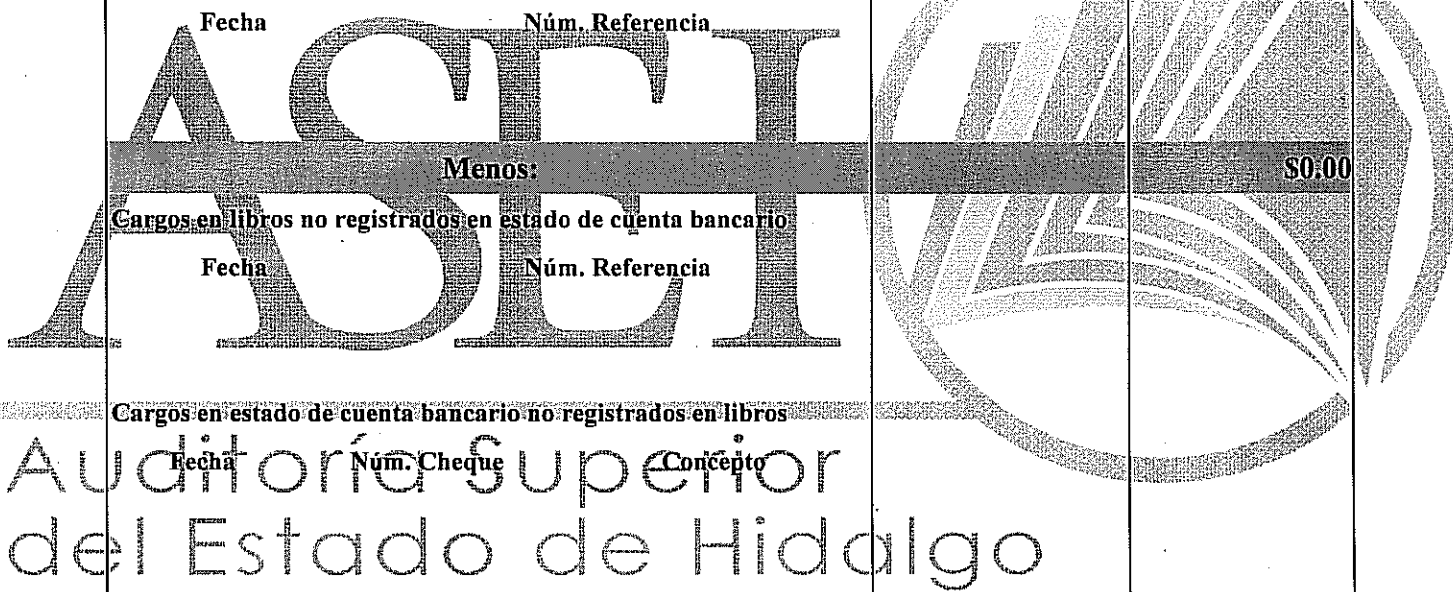 Fecha Núm. Referencia
Menos: $0.00
Cargos en libros no registrados en estado de cuenta bancario
Fecha Núm. Referencia
ASEH
Cargos en estado de cuenta bancario no registrados en libros
Fecha Núm. Cheque Concepto
Auditoría Superior
del Estado de Hidalgo